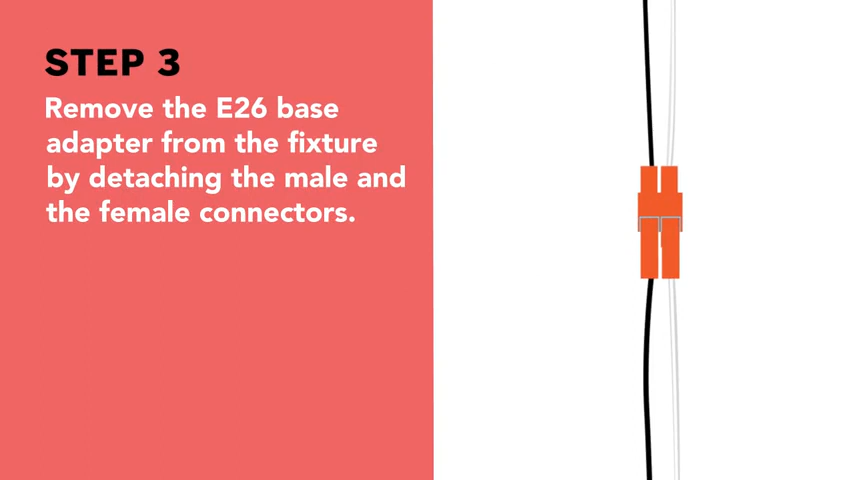 STEP 3
Remove the E26 base
adapter from the fixture
by detaching the male and
the female connectors.